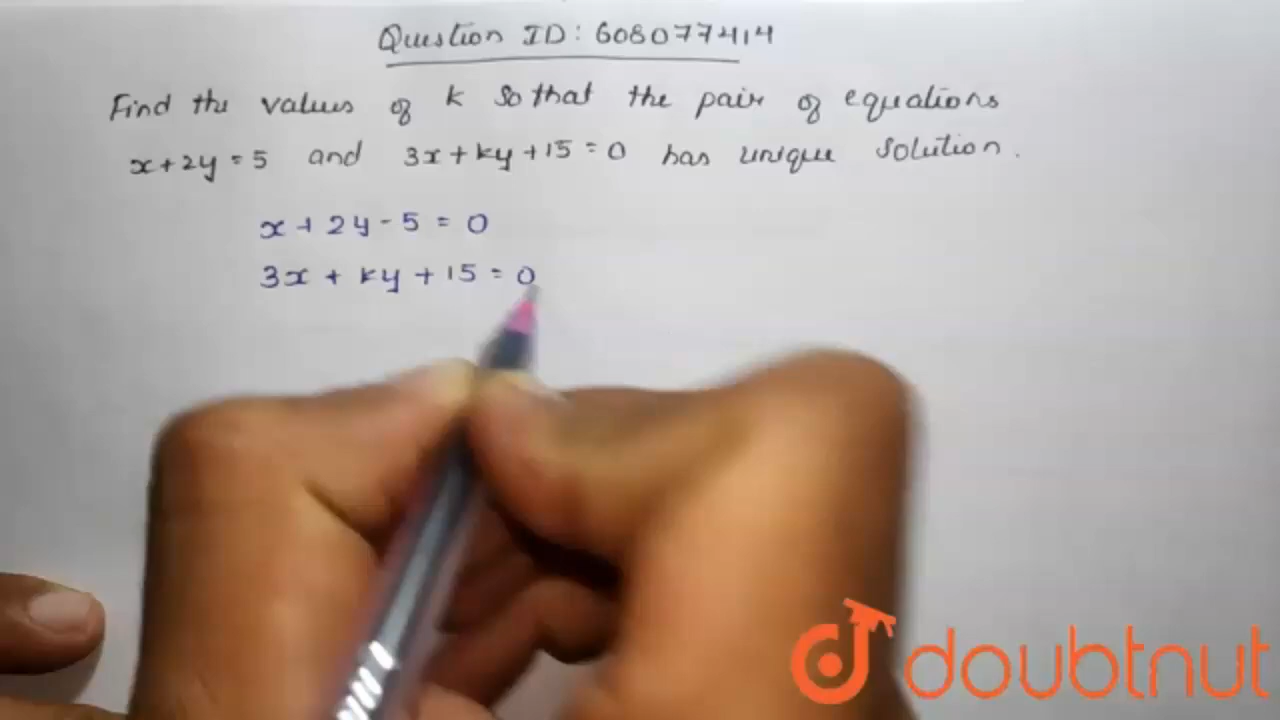 Question ID: 608077414
Find the values of k so that the pair of equations
x+2y=5 and 3x+ky+15=0 has unique solution.
x+2y-5=0
3x+ky+15=0
doubtnut